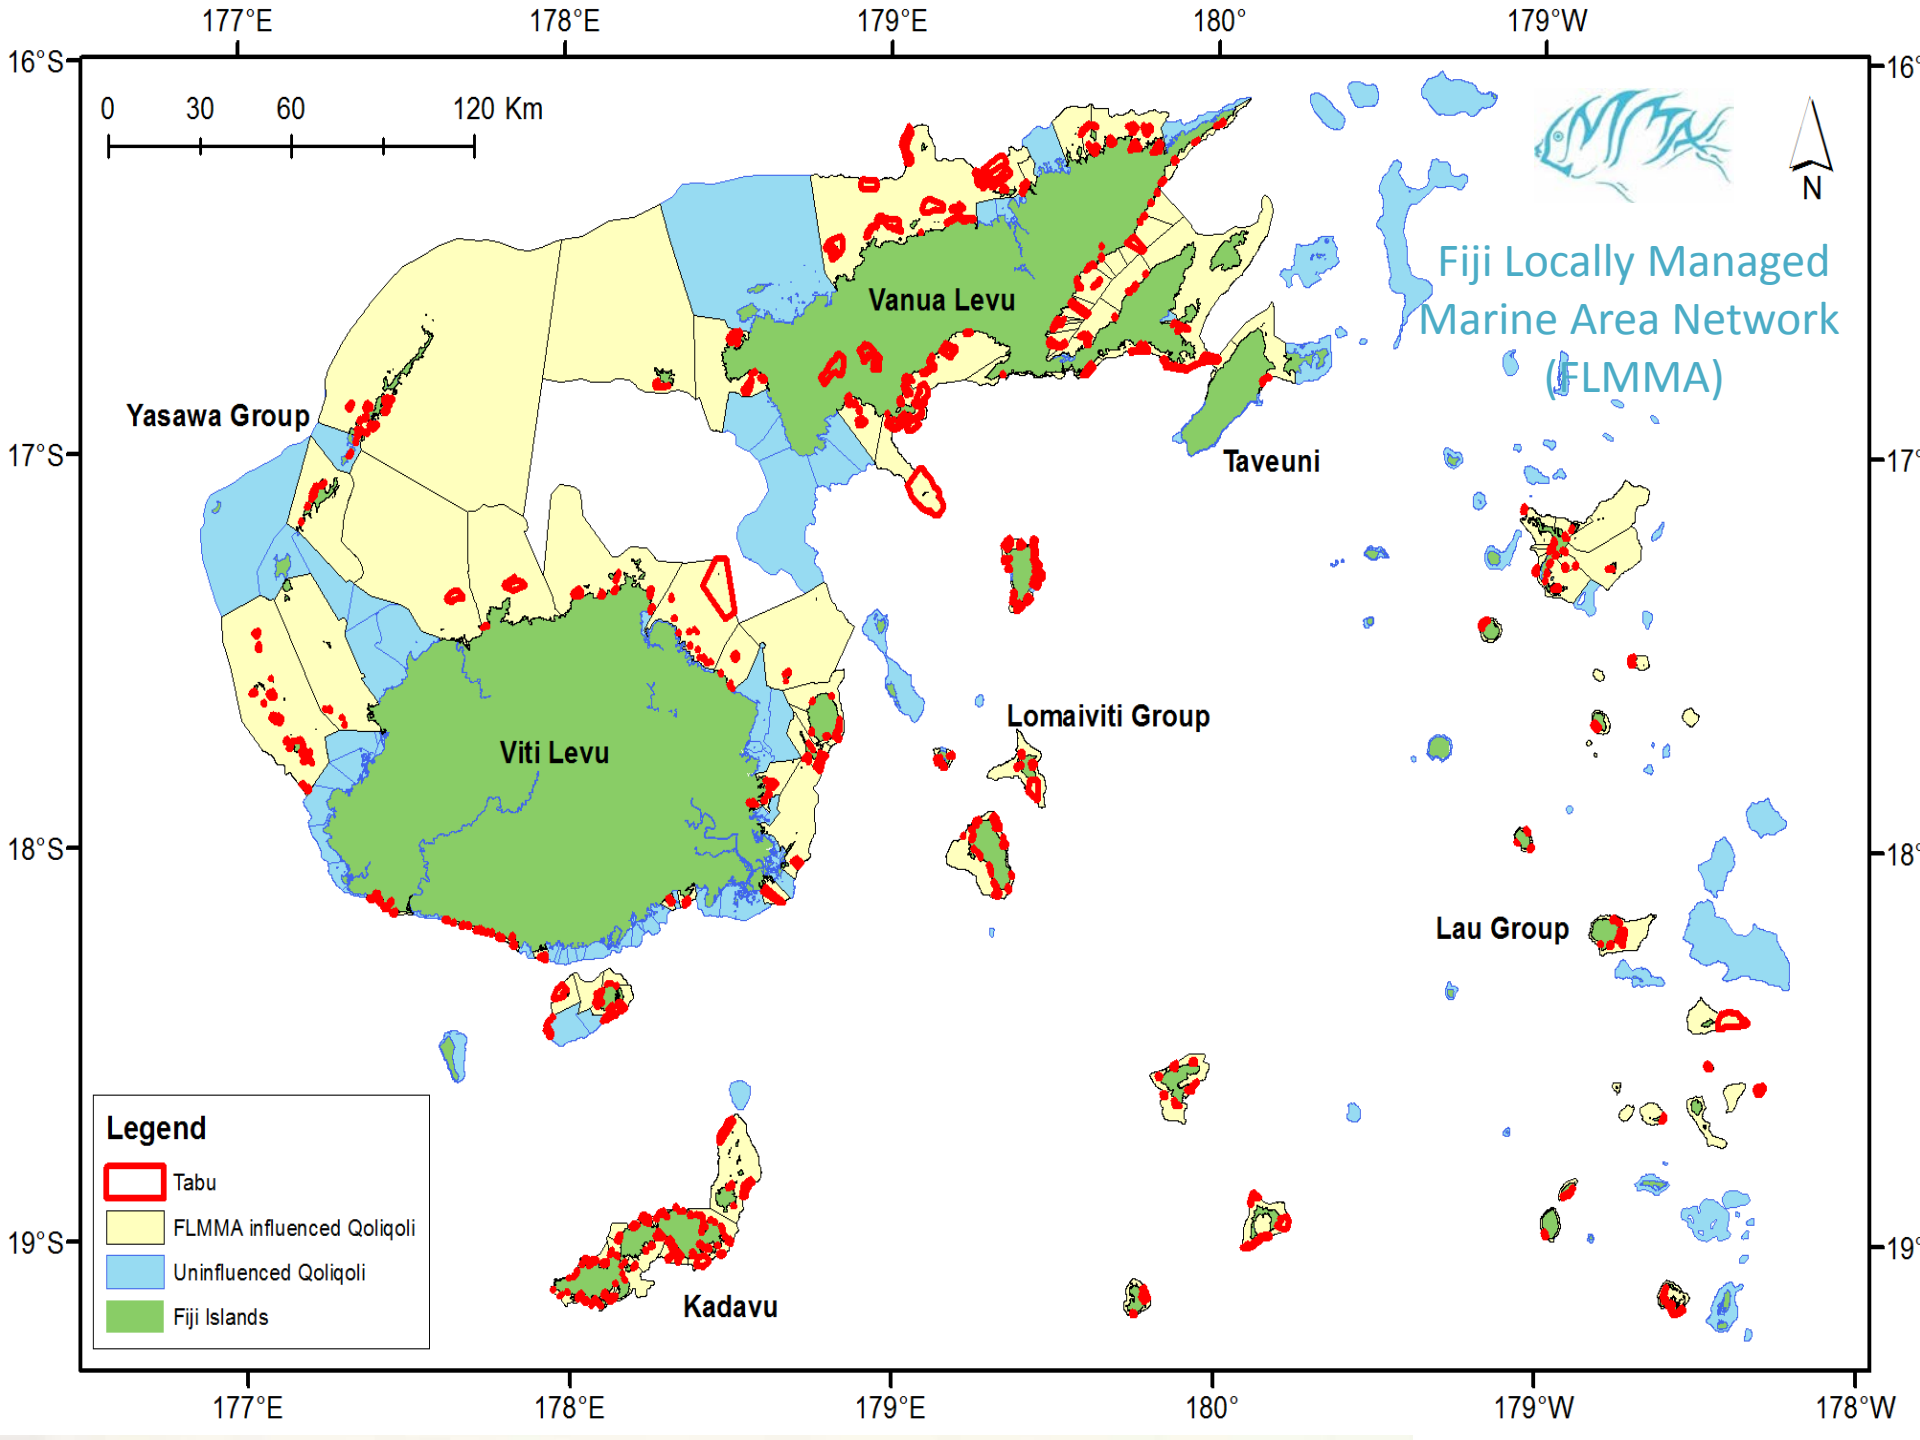 177°E 178°E 179°E 180° 179°W
16°S
16°
0 30 60 120 Km
N
Fiji Locally Managed
Marine Area Network
(FLMMA)
Vanua Levu
Yasawa Group
17°S
17°
Taveuni
Lomaiviti Group
Viti Levu
18°S
18°
Lau Group
Legend
Tabu
FLMMA influenced Qoliqoli
Uninfluenced Qoliqoli
Fiji Islands
19°S
19°
Kadavu
177°E 178°E 179°E 180° 179°W 178°W